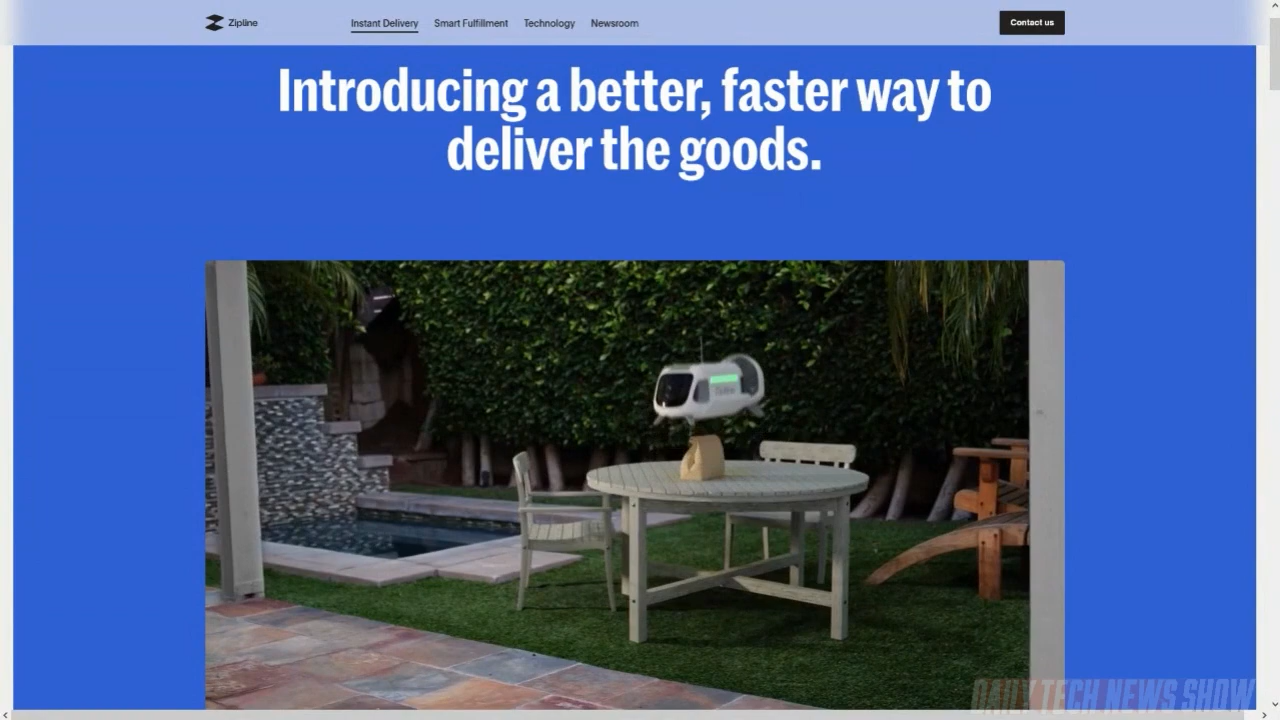 Zipline
Instant Delivery
Smart Fulfillment
Technology
Newsroom
Contact us
Introducing a better, faster way to
deliver the goods.
DAILY TECH NEWS SHOW